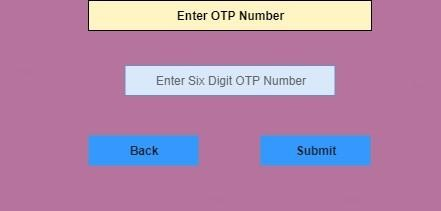 Enter OTP Number
Enter Six Digit OTP Number
Back
Submit